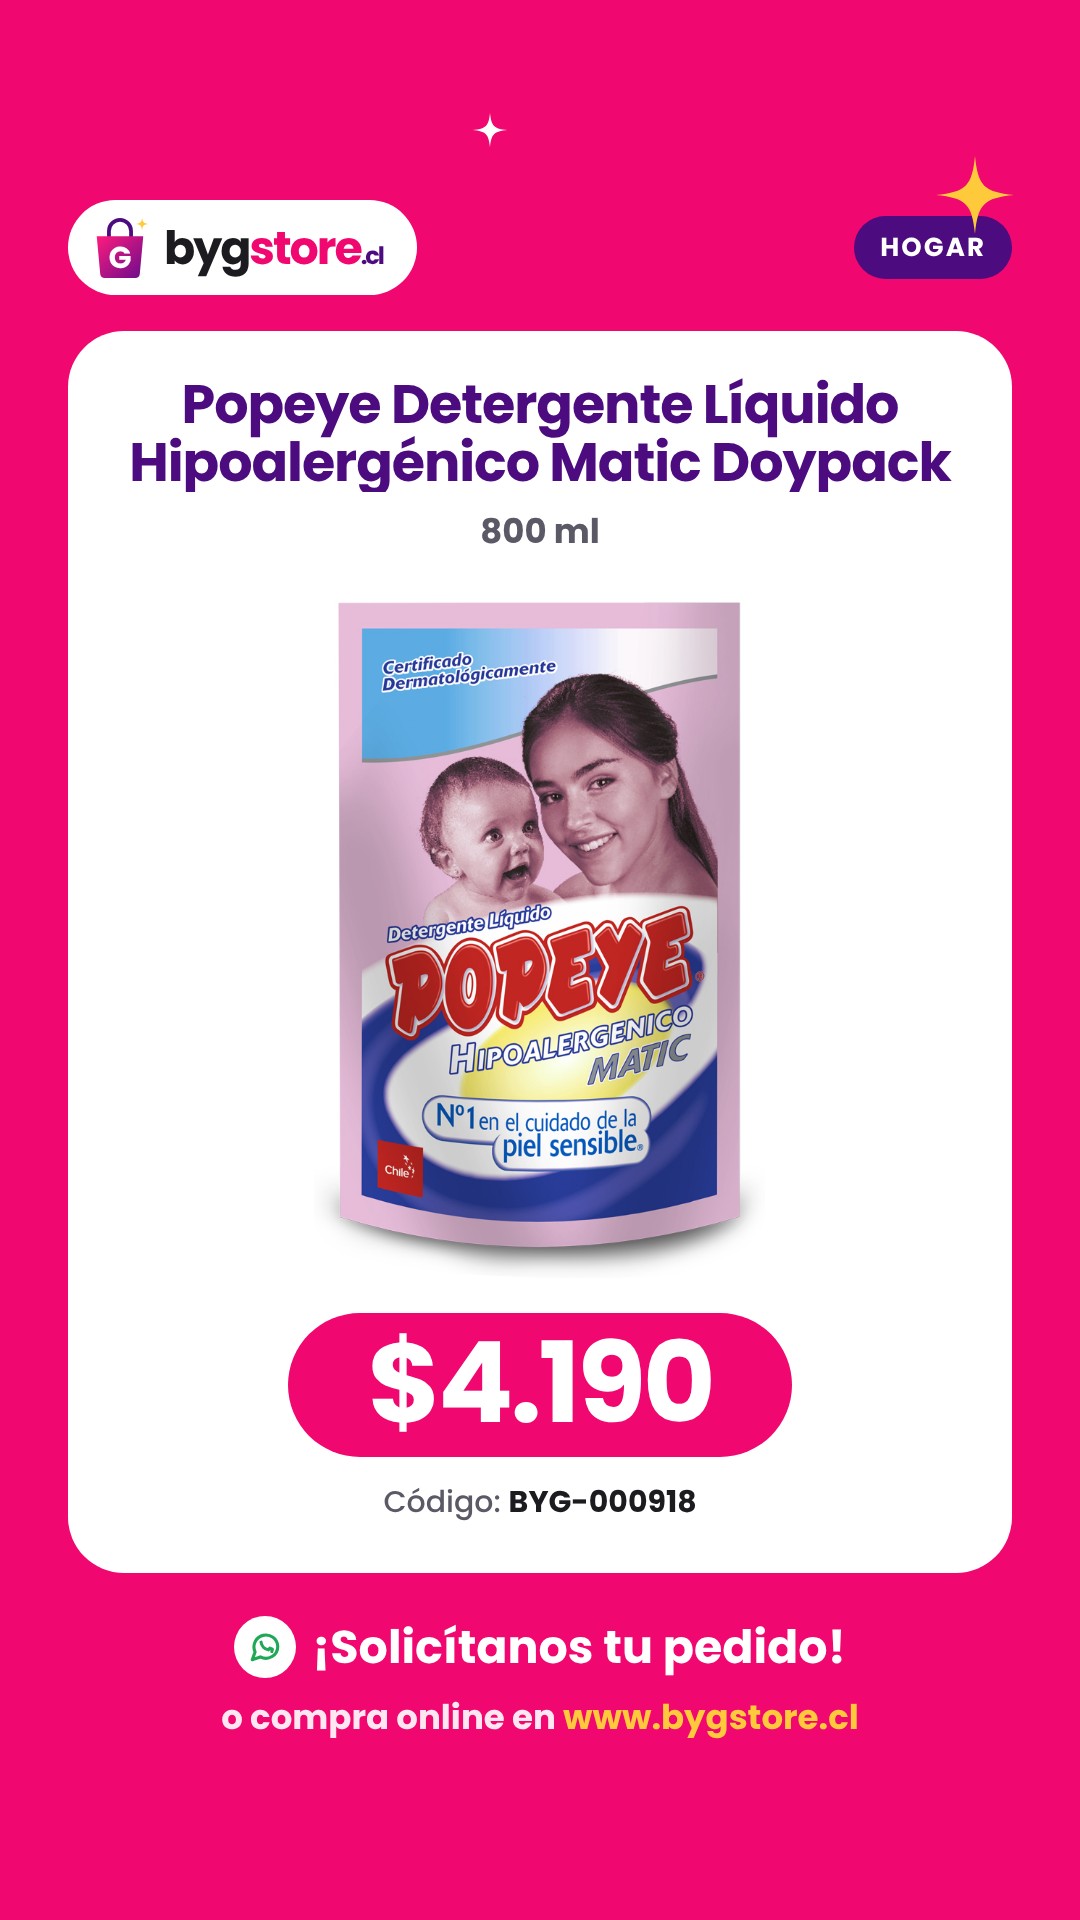 G bygstore.cl
HOGAR
Popeye Detergente Líquido
Hipoalergénico Matic Doypack
800 ml
Certificado
Dermatológicamente
Detergente Líquido
POPEYE®
HIPOALERGENICO
MATIC
Nº1 en el cuidado de la
piel sensible®
Chile
$4.190
Código: BYG-000918
¡Solicítanos tu pedido!
o compra online en www.bygstore.cl